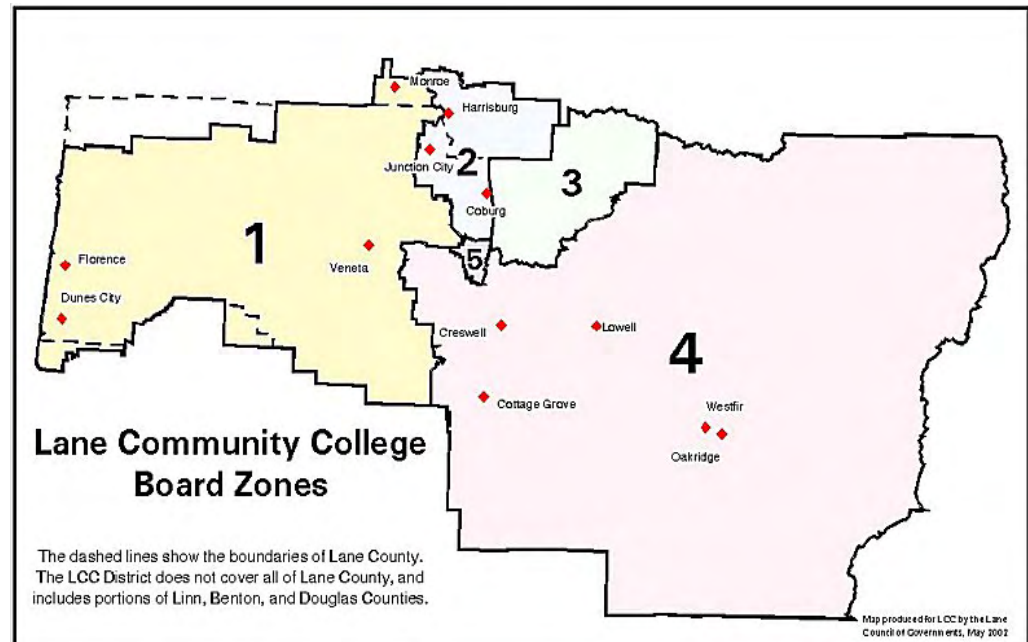 Monroe
Harrisburg
Junction City
2
3
Coburg
1
5
Florence
Veneta
Dunes City
Creswell
Lowell
4
Cottage Grove
Westfir
Oakridge
Lane Community College
Board Zones
The dashed lines show the boundaries of Lane County.
The LCC District does not cover all of Lane County, and
includes portions of Linn, Benton, and Douglas Counties.
Map produced for LCC by the Lane
Council of Governments, May 2002